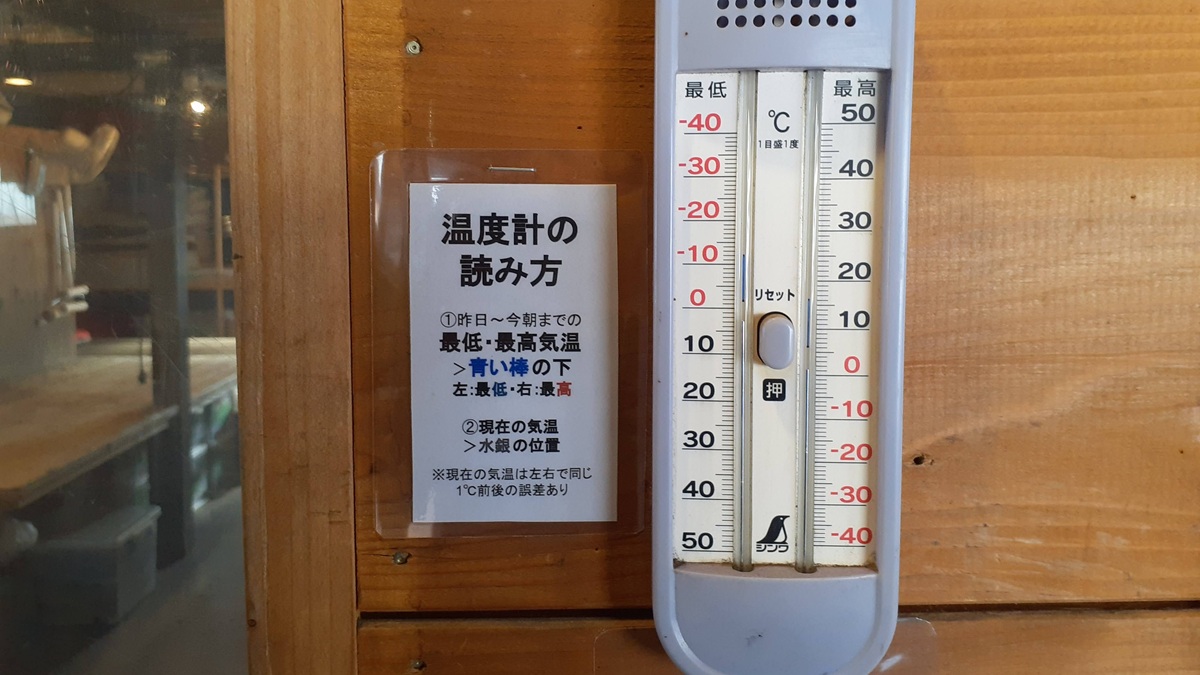 温度計の
読み方
①昨日～今朝までの
最低・最高気温
＞青い棒の下
左:最低・右:最高
②現在の気温
＞水銀の位置
※現在の気温は左右で同じ
1℃前後の誤差あり
最低
-40
-30
-20
-10
0
10
20
30
40
50
℃
1目盛1度
リセット
押
シンワ
最高
50
40
30
20
10
0
-10
-20
-30
-40